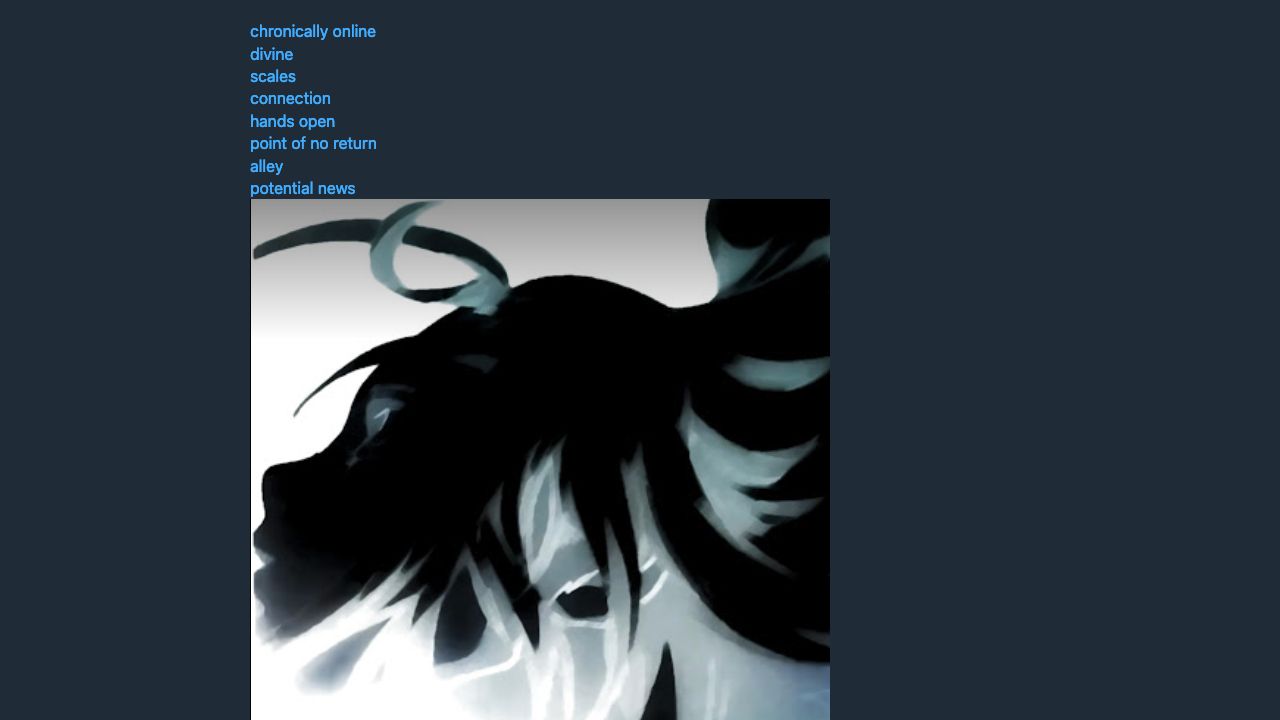 chronically online
divine
scales
connection
hands open
point of no return
alley
potential news